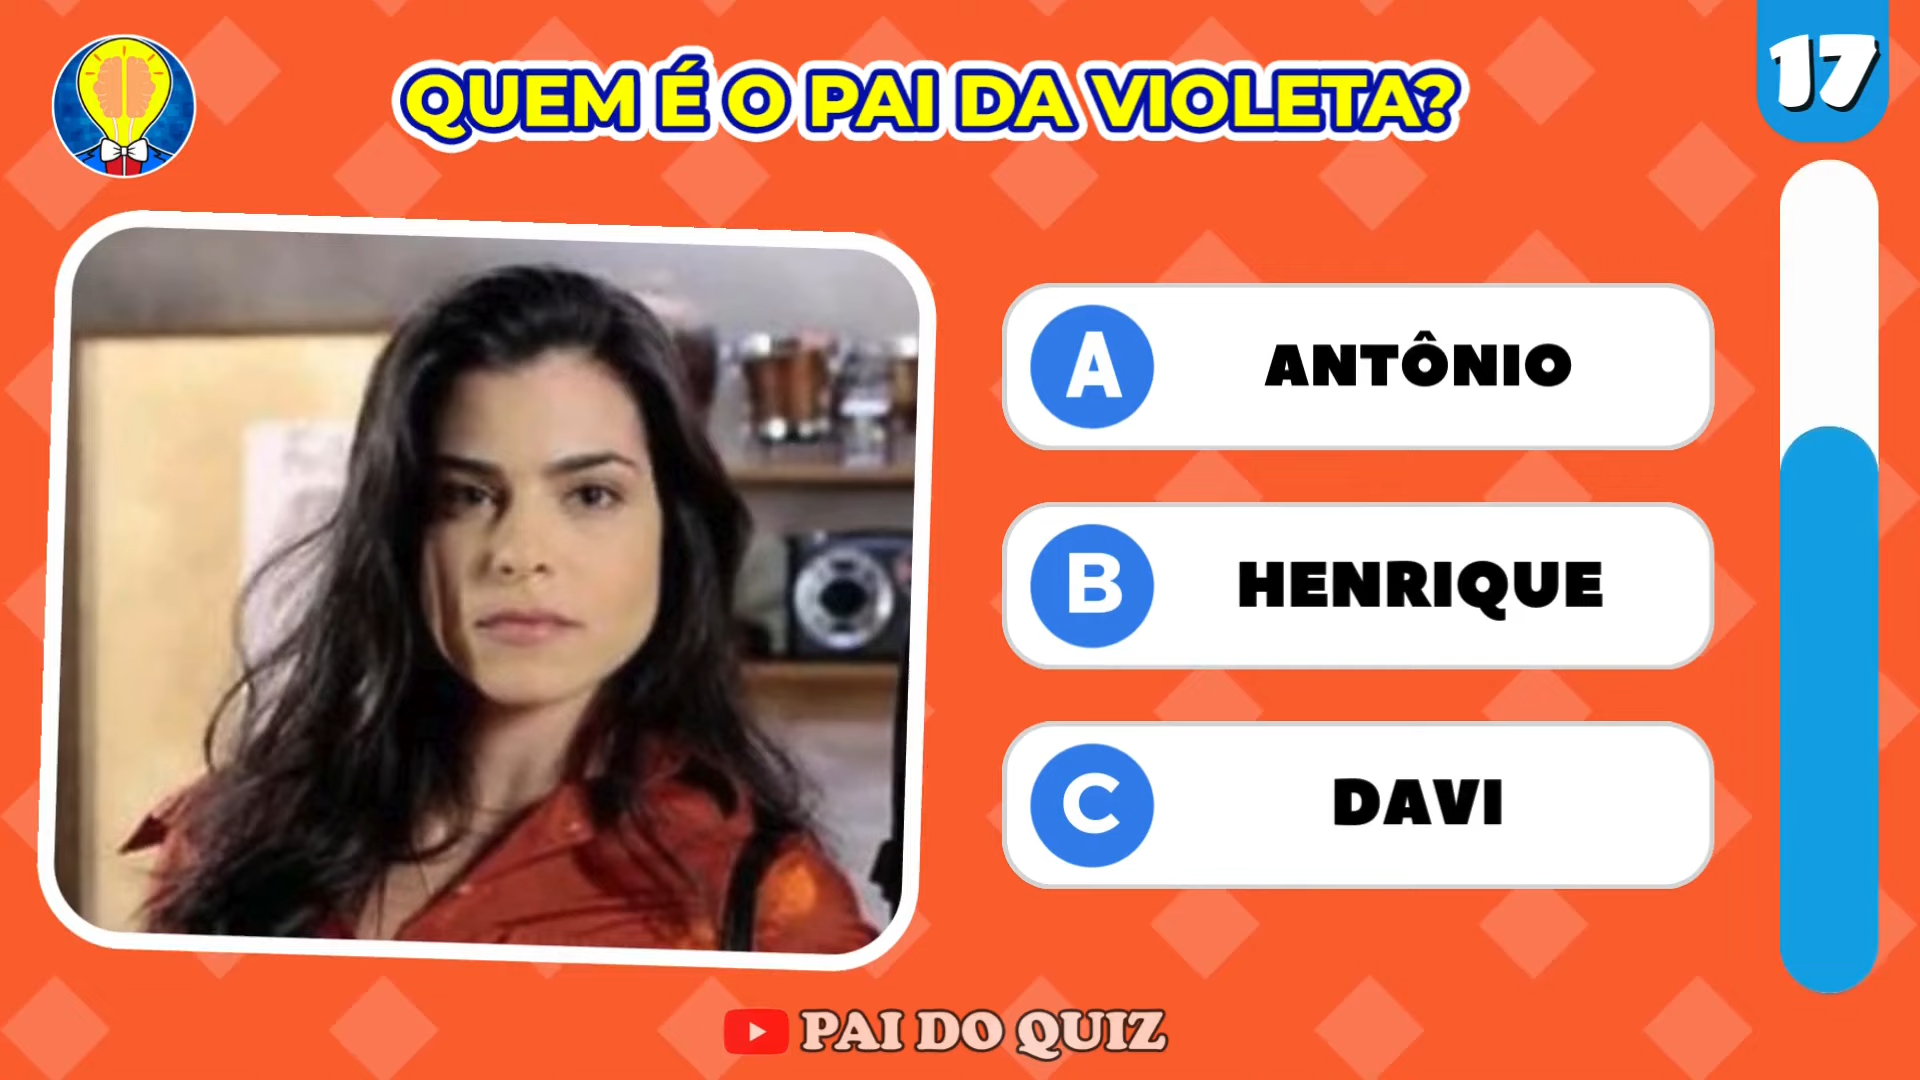 QUEM É O PAI DA VIOLETA?
17
A ANTÔNIO
B HENRIQUE
C DAVI
PAI DO QUIZ